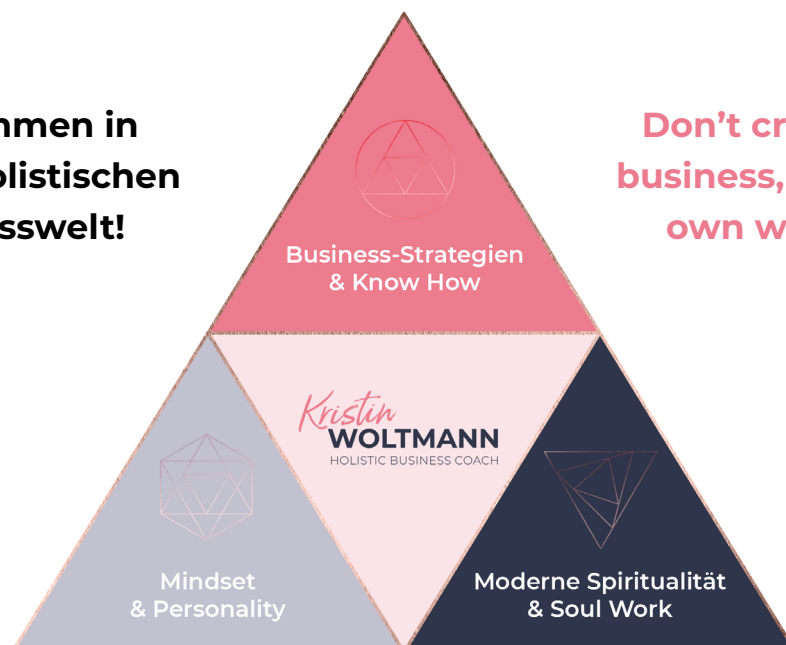 mmen in
olistischen
sswelt!
Don’t cr
business,
own w
Business-Strategien
& Know How
Kristin
WOLTMANN
HOLISTIC BUSINESS COACH
Mindset
& Personality
Moderne Spiritualität
& Soul Work